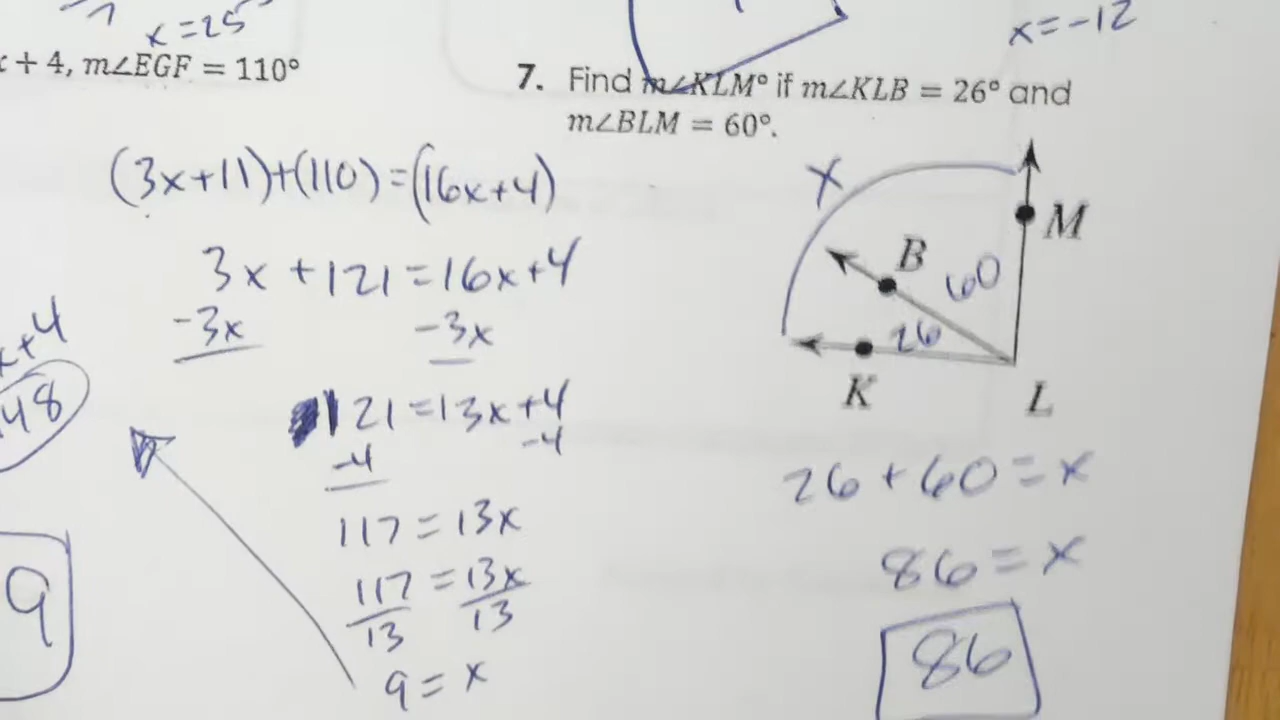 x=25
x=-12
x + 4, m∠EGF = 110°
7. Find m∠KLM° if m∠KLB = 26° and
m∠BLM = 60°.
(3x+11)+(110)=(16x+4)
3x+121=16x+4
-3x -3x
121=13x+4
-4 -4
117=13x
117=13x
13 13
9=x
x+4
148
9
X
M
B
60
26
K
L
26+60=x
86=x
86